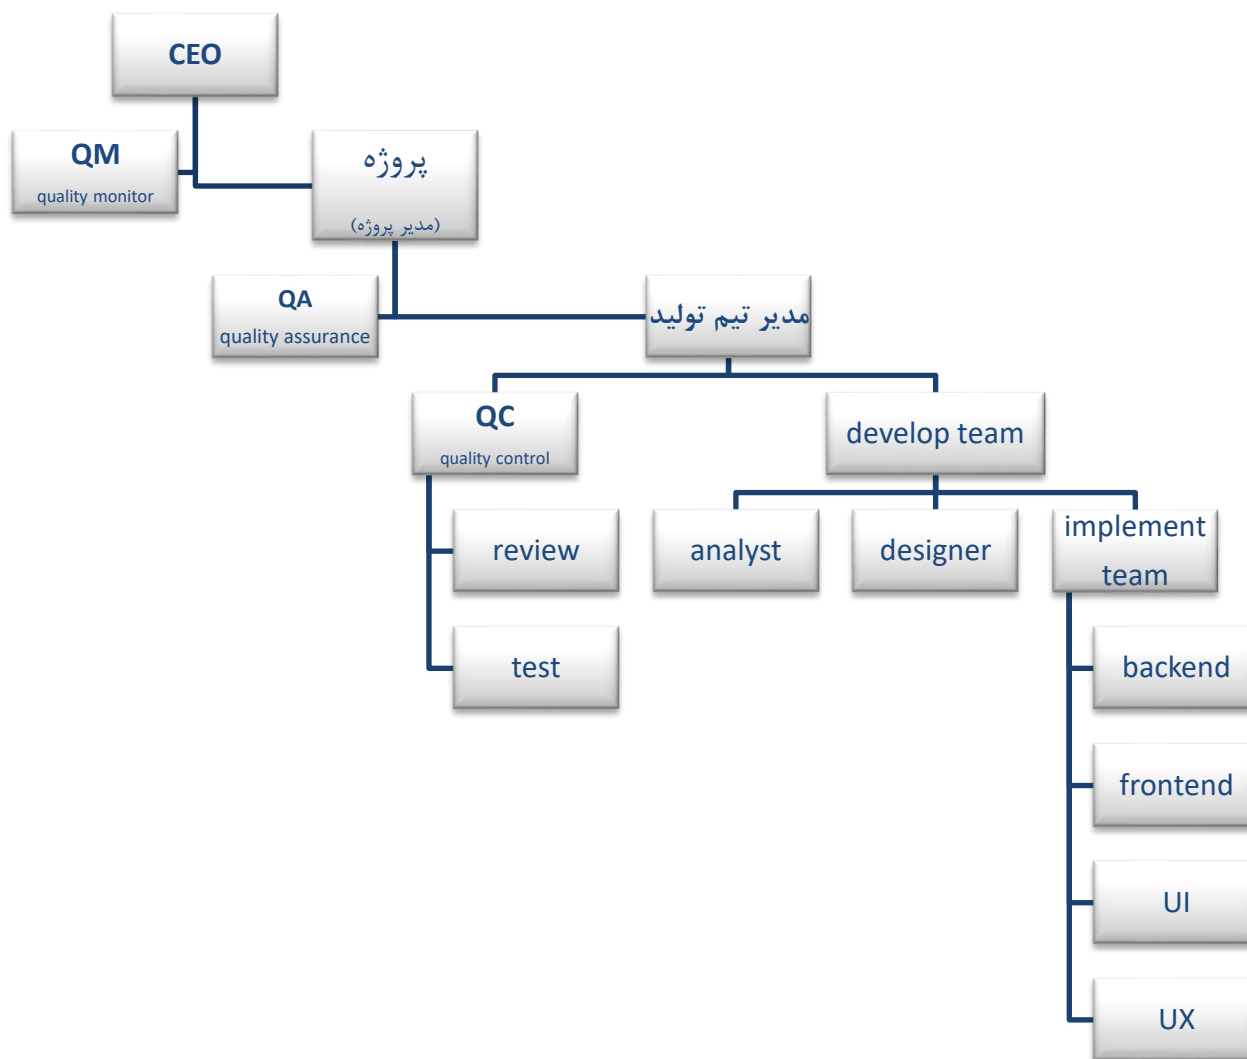 CEO
QM
quality monitor
پروژه
(مدیر پروژه)
QA
quality assurance
مدیر تیم تولید
QC
quality control
develop team
review
analyst
designer
implement
team
test
backend
frontend
UI
UX